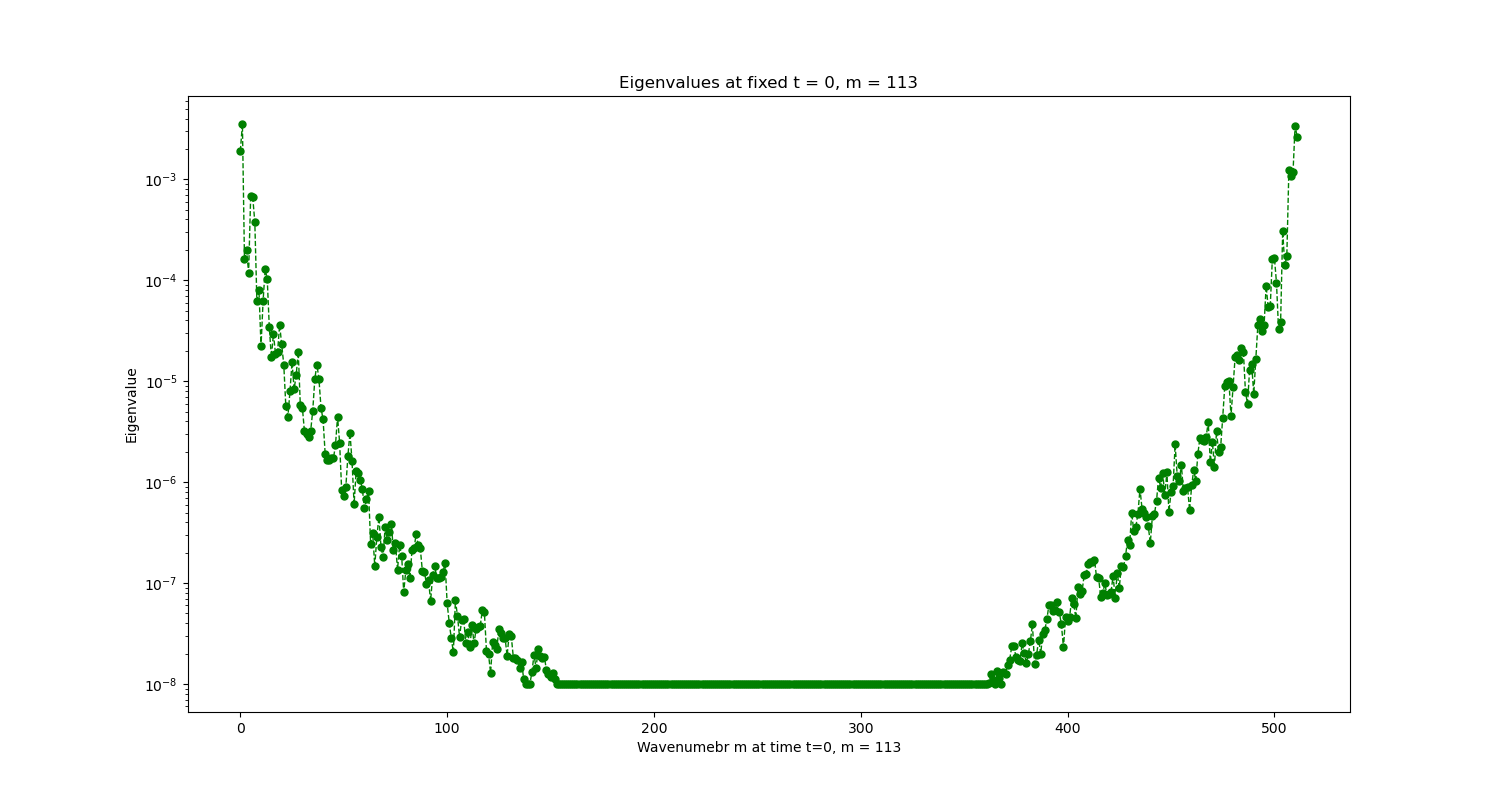 Eigenvalues at fixed t = 0, m = 113
Eigenvalue
10⁻³
10⁻⁴
10⁻⁵
10⁻⁶
10⁻⁷
10⁻⁸
0 100 200 300 400 500
Wavenumebr m at time t=0, m = 113